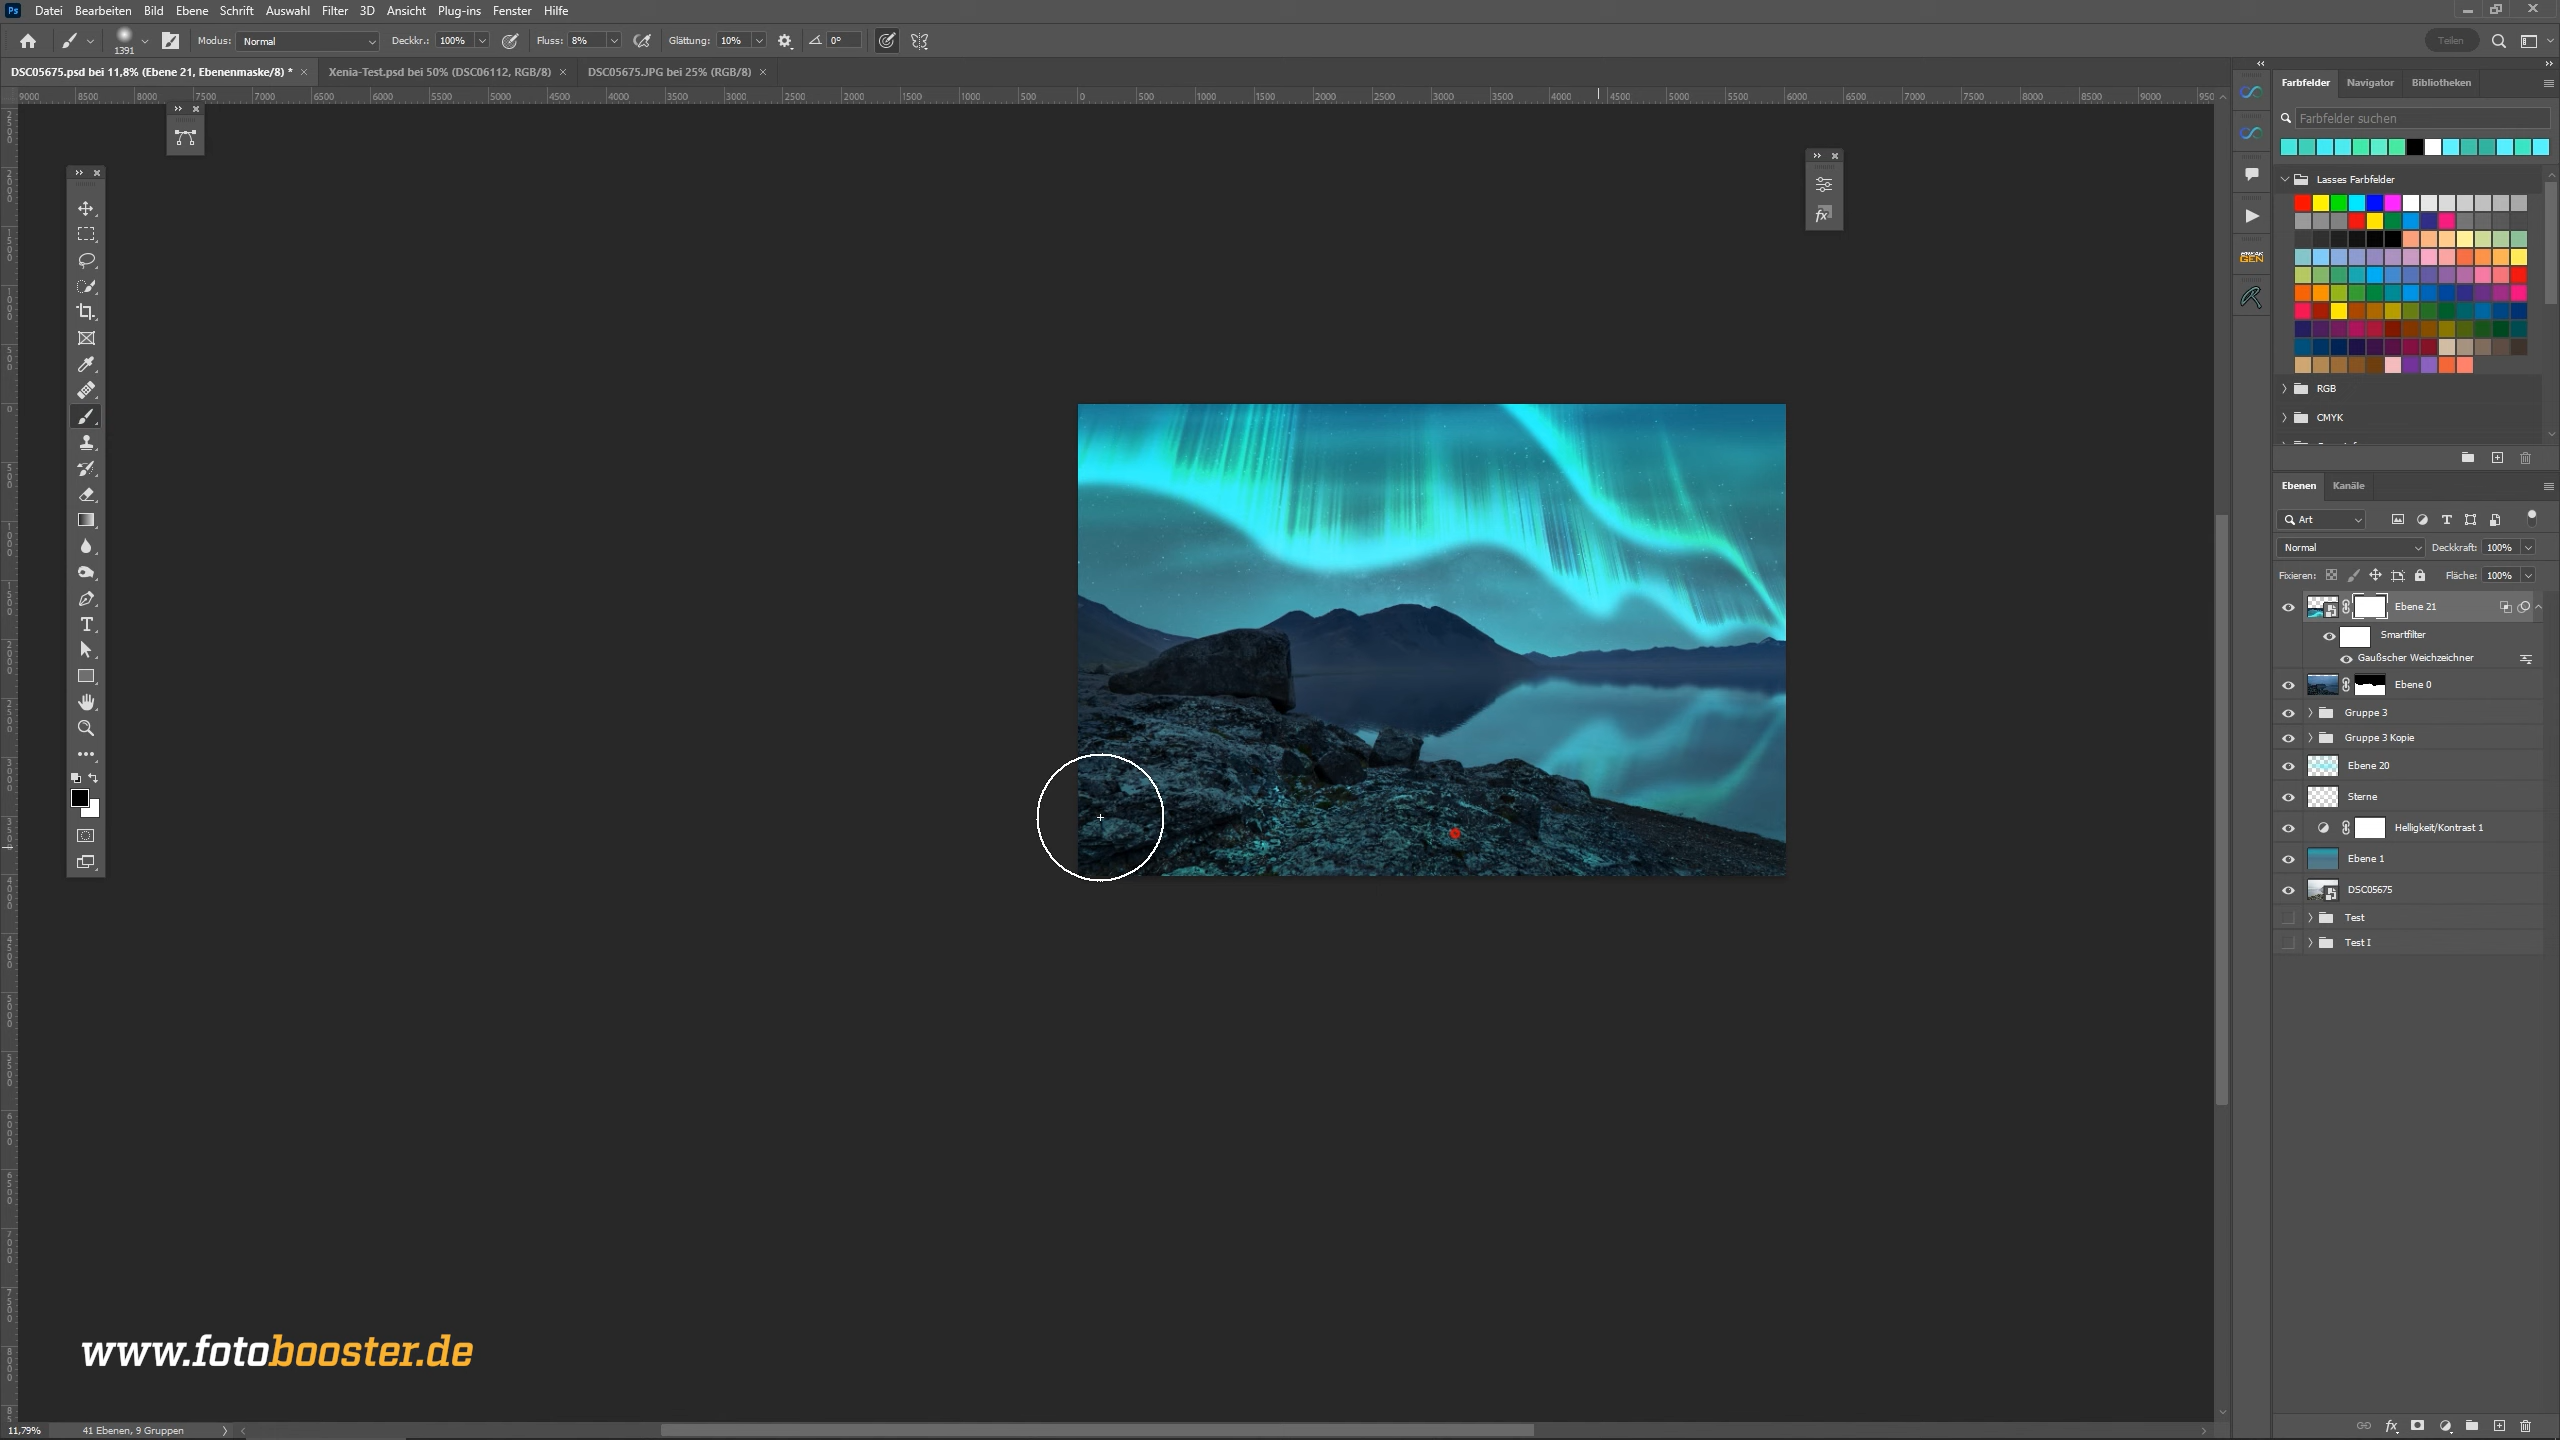 Ps Datei Bearbeiten Bild Ebene Schrift Auswahl Filter 3D Ansicht Plug-ins Fenster Hilfe
1391 Modus: Normal Deckkr.: 100% Fluss: 8% Glättung: 10% 0° Teilen
DSC05675.psd bei 11,8% (Ebene 21, Ebenenmaske/8) * Xenia-Test.psd bei 50% (DSC06112, RGB/8) DSC05675.JPG bei 25% (RGB/8)
9000 8500 8000 7500 7000 6500 6000 5500 5000 4500 4000 3500 3000 2500 2000 1500 1000 500 0 500 1000 1500 2000 2500 3000 3500 4000 4500 5000 5500 6000 6500 7000 7500 8000 8500 9000
Farbfelder Navigator Bibliotheken
Farbfelder suchen
Lasses Farbfelder
RGB
CMYK
Ebenen Kanäle
Art
Normal Deckkraft: 100%
Fixieren: Fläche: 100%
Ebene 21
Smartfilter
Gaußscher Weichzeichner
Ebene 0
Gruppe 3
Gruppe 3 Kopie
Ebene 20
Sterne
Helligkeit/Kontrast 1
Ebene 1
DSC05675
Test
Test I
www.fotobooster.de
11,79% 41 Ebenen, 9 Gruppen